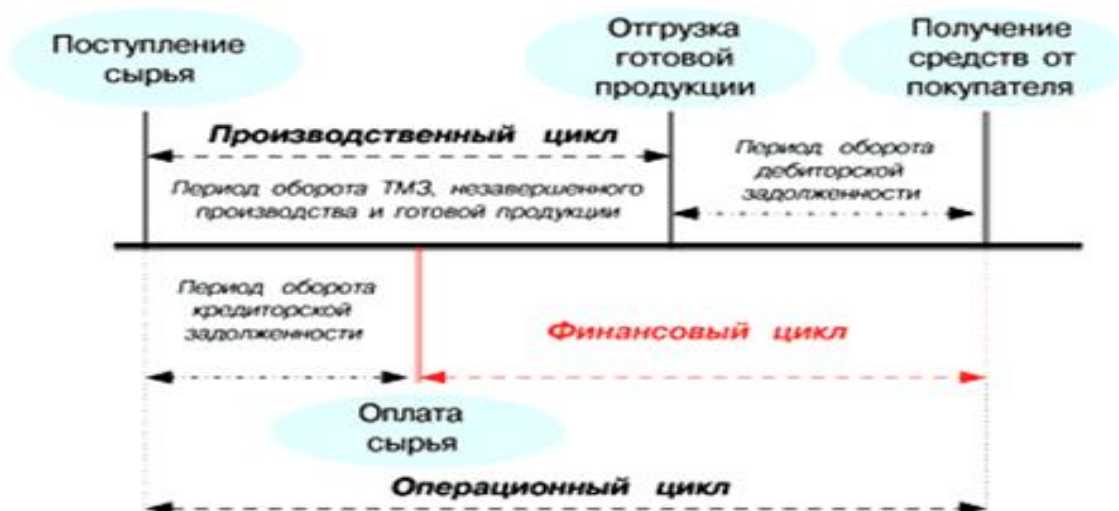 Поступление
сырья
Отгрузка
готовой
продукции
Получение
средств от
покупателя
Производственный цикл
Период оборота ТМЗ, незавершенного
производства и готовой продукции
Период оборота
дебиторской
задолженности
Период оборота
кредиторской
задолженности
Финансовый цикл
Оплата
сырья
Операционный цикл